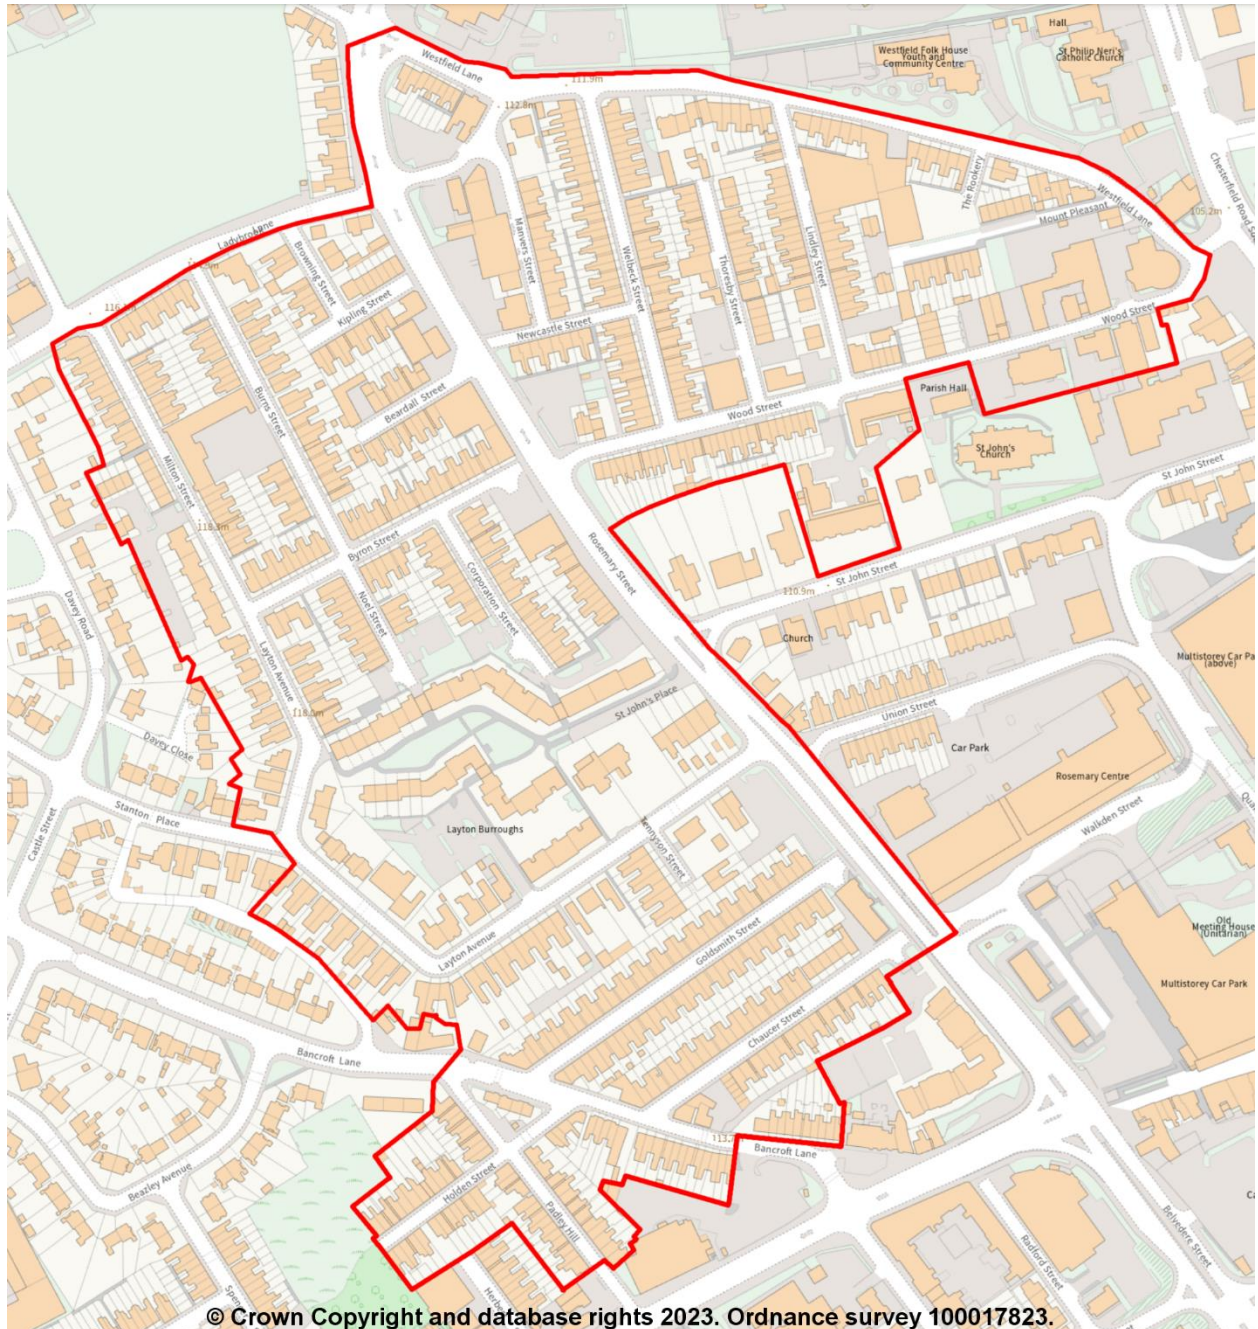 Hall
Westfield Folk House
Youth and
Community Centre
St Philip Neri's
Catholic Church
Westfield Lane
111.9m
112.8m
Chesterfield Road So
The Rookery
Westfield Lane
Mount Pleasant
105.2m
Ladybrook Lane
Browning Street
Manvers Street
Welbeck Street
Lindley Street
Thoresby Street
Kipling Street
Newcastle Street
Wood Street
Parish Hall
Burns Street
Beardall Street
Wood Street
St John's
Church
St John Street
Milton Street
Byron Street
Rosemary Street
Corporation Street
Noel Street
St John Street
110.9m
Davey Road
Church
Layton Avenue
Multistorey Car Pa
(above)
St John's Place
Union Street
118.0m
Davey Close
Car Park
Rosemary Centre
Walkden Street
Stanton Place
Castle Street
Layton Burroughs
Tennyson Street
Old
Meeting House
(Unitarian)
Goldsmith Street
Layton Avenue
Multistorey Car Park
Chaucer Street
Bancroft Lane
Bancroft Lane
Beazley Avenue
Holden Street
Padley Hill
Radford Street
Belvedere Street
Ca
Spen
Herbe
© Crown Copyright and database rights 2023. Ordnance survey 100017823.